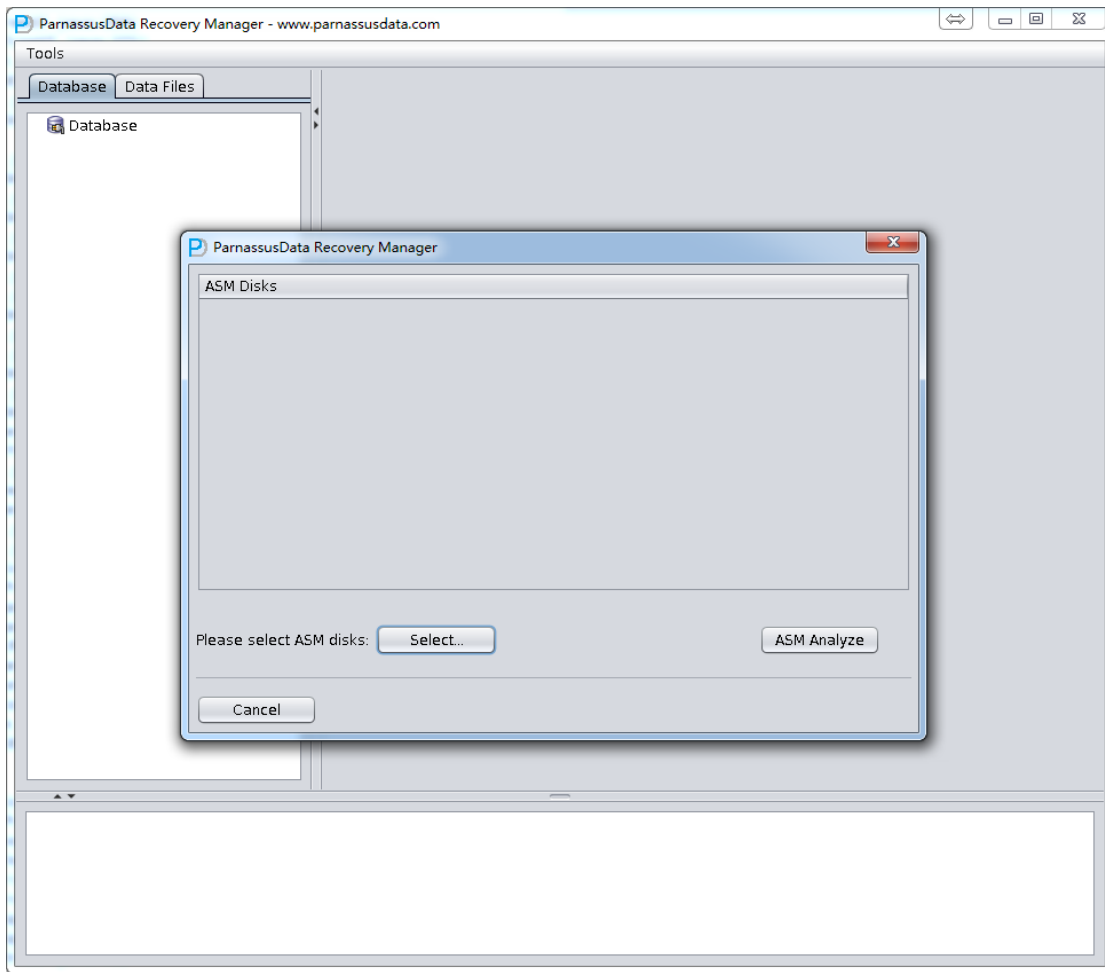 ParnassusData Recovery Manager - www.parnassusdata.com
Tools
Database Data Files
Database
ParnassusData Recovery Manager
ASM Disks
Please select ASM disks: Select... ASM Analyze
Cancel